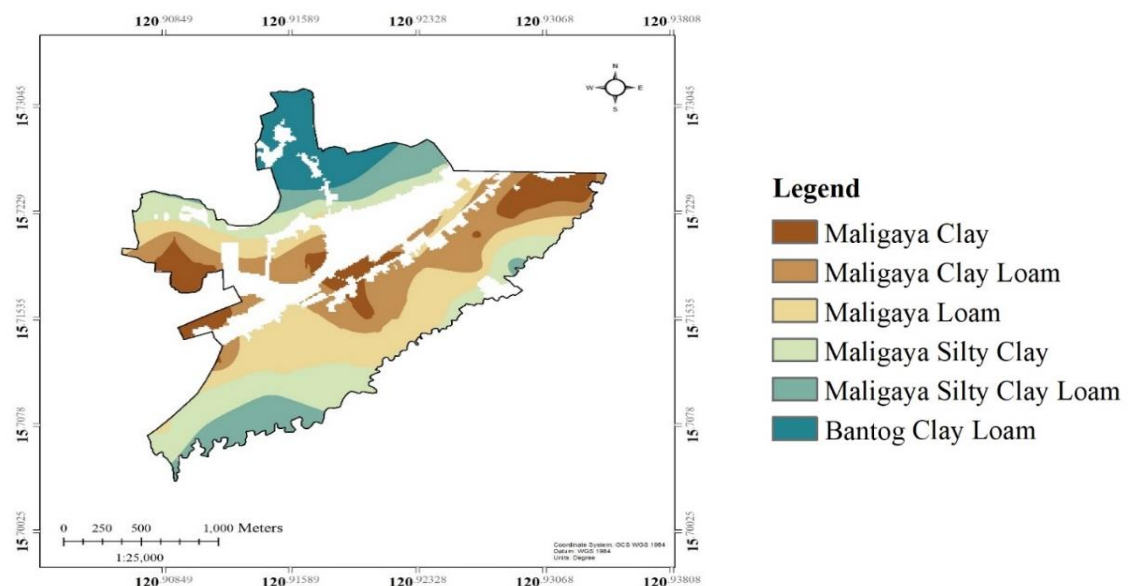 120.90849 120.91589 120.92328 120.93068 120.93808
N
W E
S
15.73045 15.73045
15.7229 15.7229
15.71535 15.71535
15.7078 15.7078
15.70025 15.70025
Legend
Maligaya Clay
Maligaya Clay Loam
Maligaya Loam
Maligaya Silty Clay
Maligaya Silty Clay Loam
Bantog Clay Loam
0 250 500 1,000 Meters
1:25,000
Coordinate System: GCS WGS 1984
Datum: WGS 1984
Units: Degree
120.90849 120.91589 120.92328 120.93068 120.93808